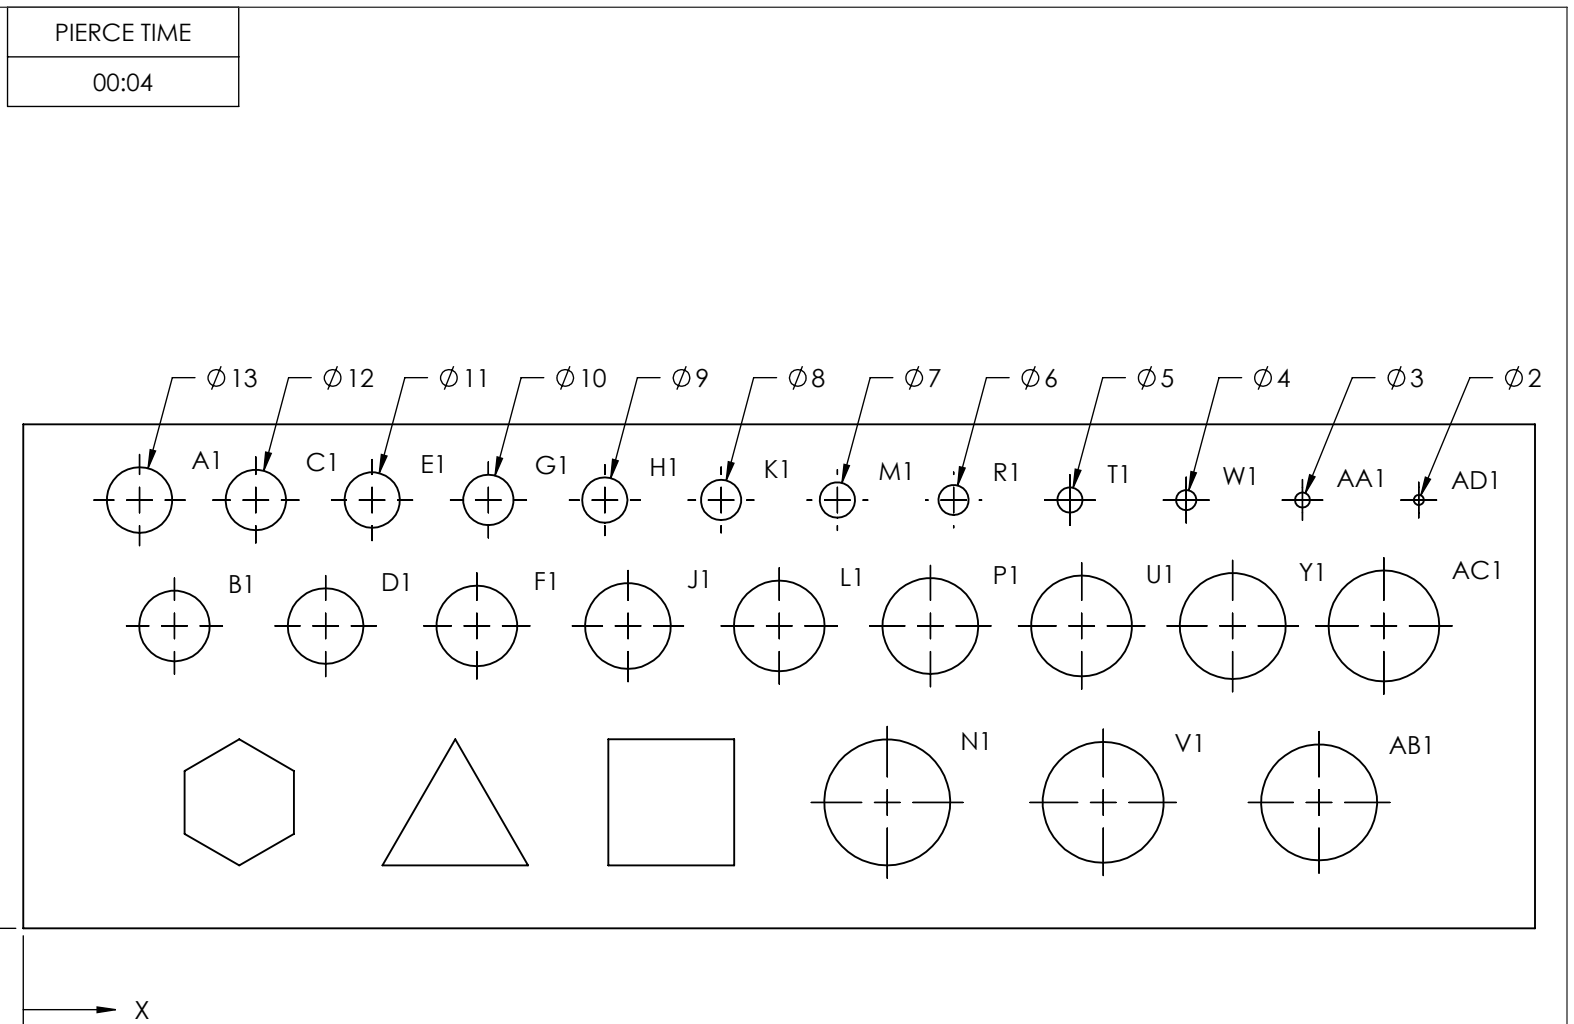 PIERCE TIME
00:04
∅13 ∅12 ∅11 ∅10 ∅9 ∅8 ∅7 ∅6 ∅5 ∅4 ∅3 ∅2
A1 C1 E1 G1 H1 K1 M1 R1 T1 W1 AA1 AD1
B1 D1 F1 J1 L1 P1 U1 Y1 AC1
N1 V1 AB1
X